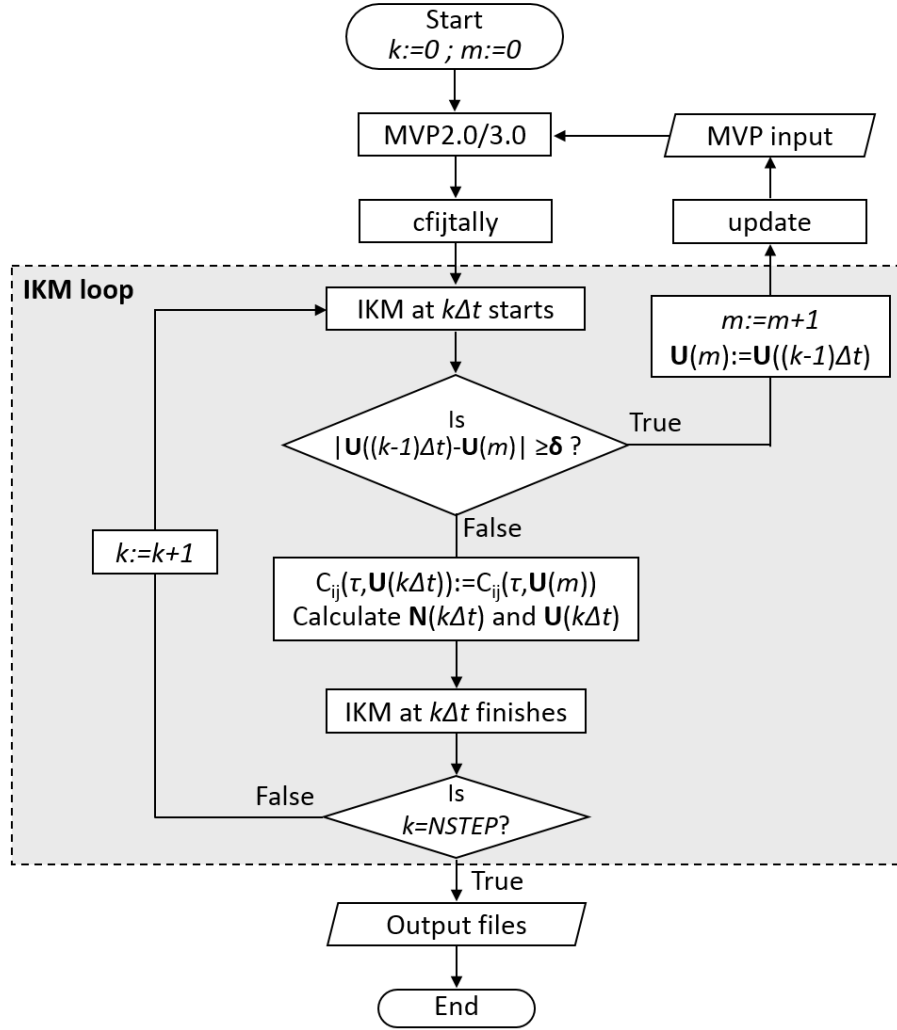 Start
k:=0 ; m:=0
MVP2.0/3.0
MVP input
cfijtally
update
IKM loop
IKM at kΔt starts
m:=m+1
U(m):=U((k-1)Δt)
Is
|U((k-1)Δt)-U(m)| ≥δ ?
True
False
k:=k+1
Cij(τ,U(kΔt)):=Cij(τ,U(m))
Calculate N(kΔt) and U(kΔt)
IKM at kΔt finishes
Is
k=NSTEP?
False
True
Output files
End